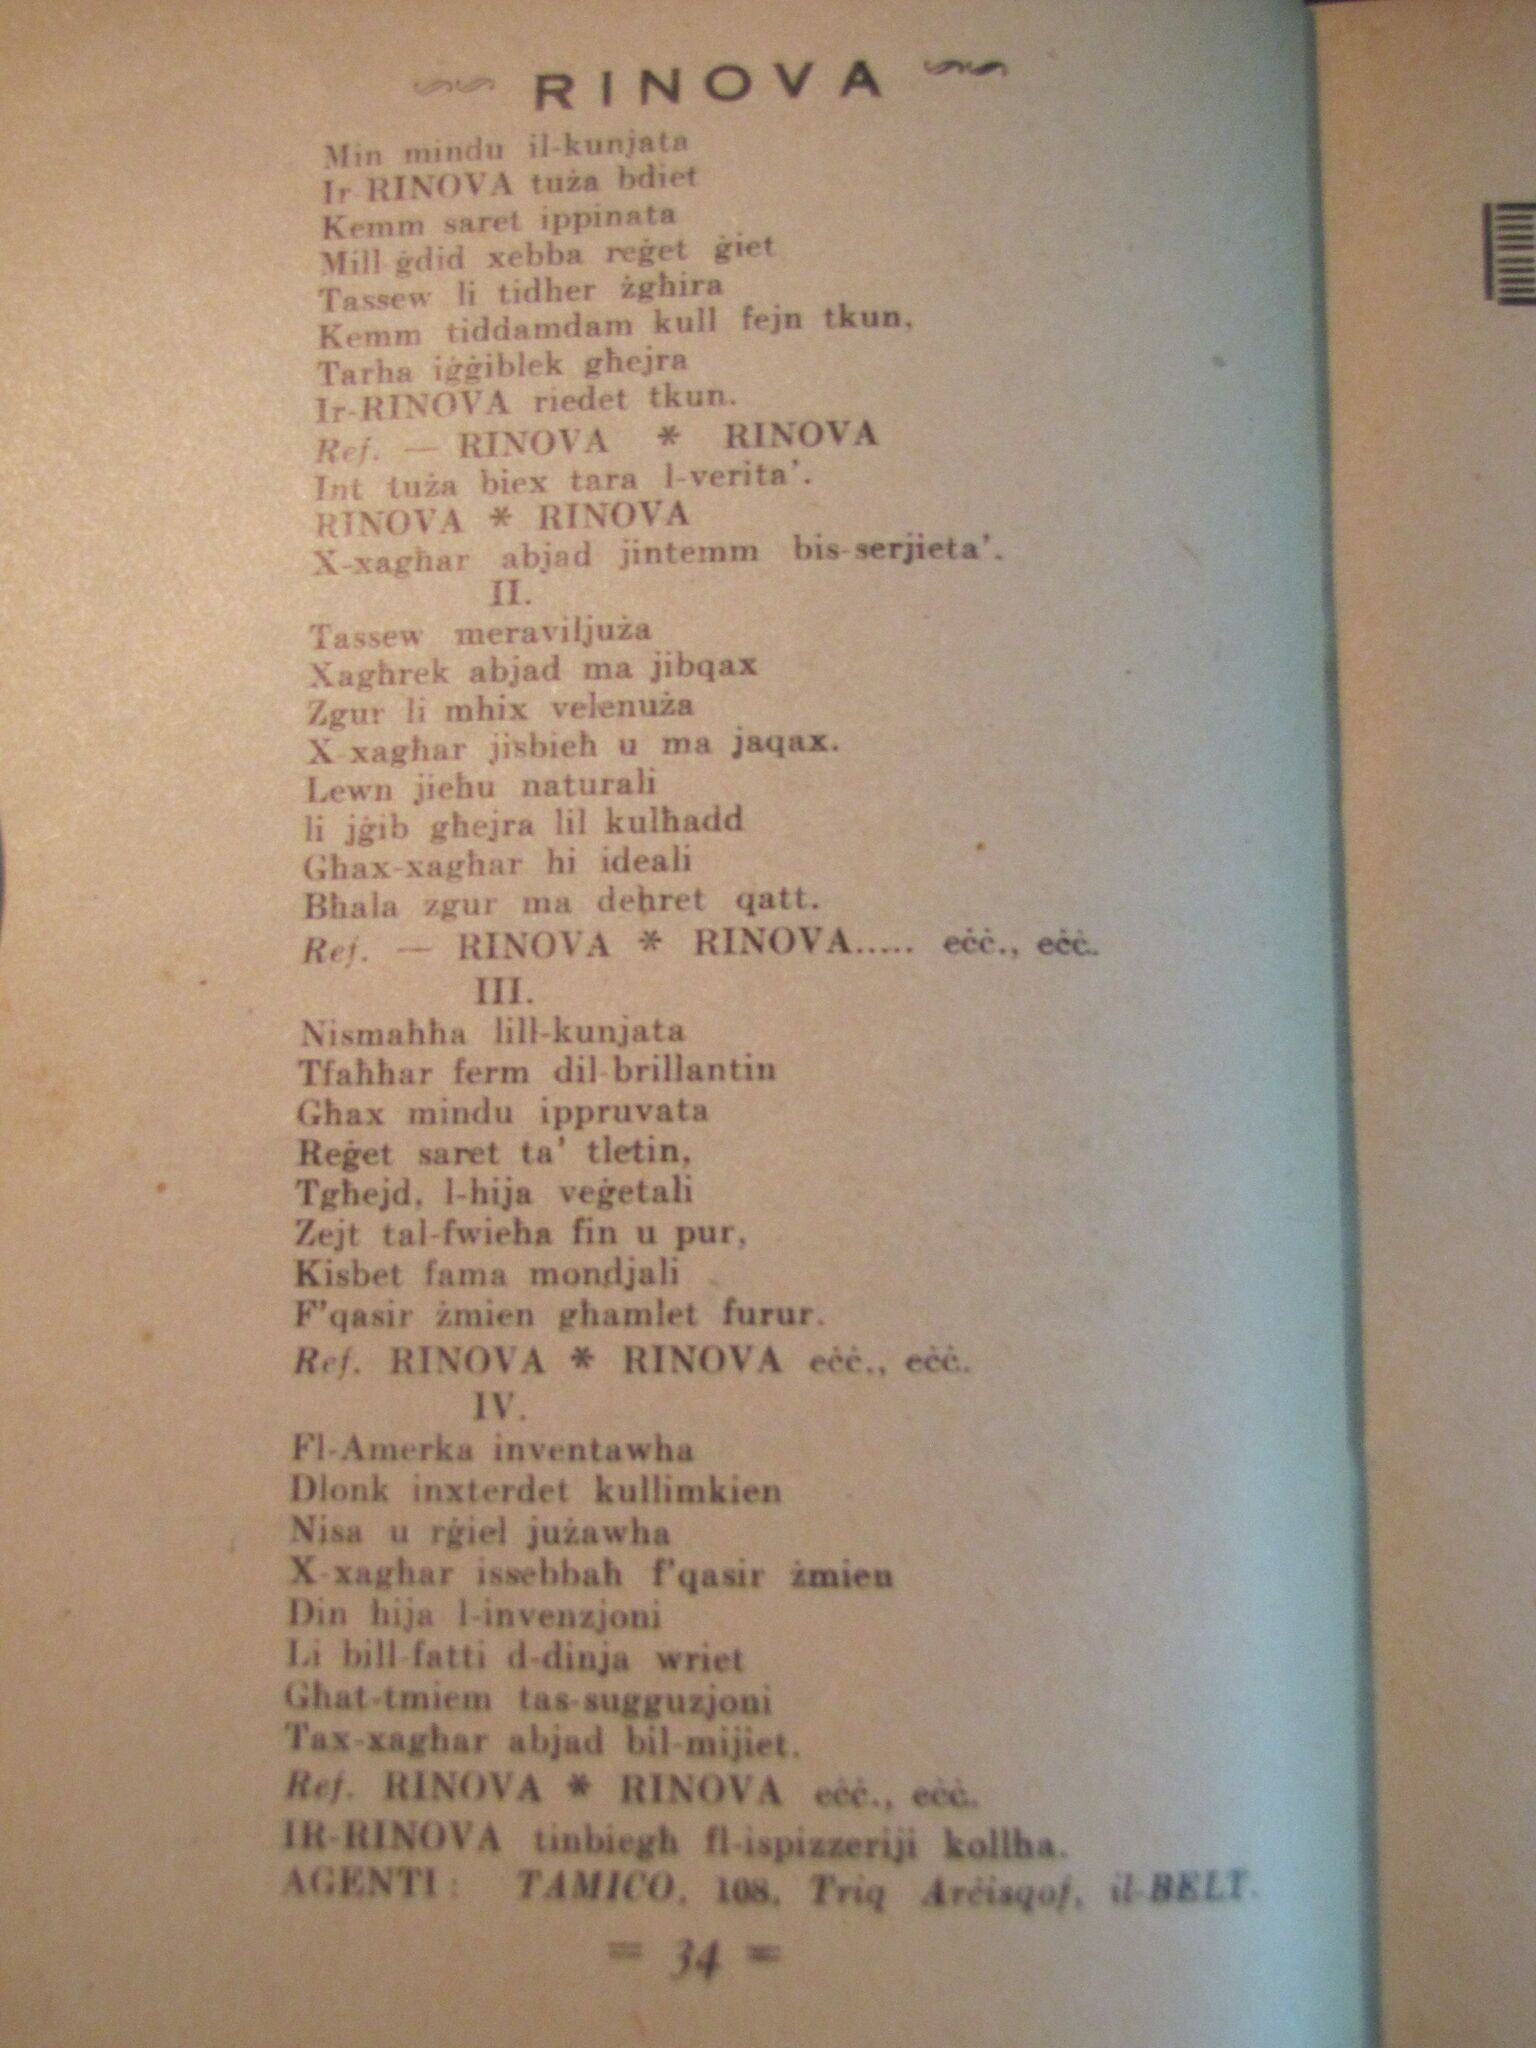 RINOVA
Min mindu il-kunjata
Ir-RINOVA tuża bdiet
Kemm saret ippinata
Mill-ġdid xebba reġet ġiet
Tassew li tidher żgħira
Kemm tiddamdam kull fejn tkun,
Tarha iġġiblek għejra
Ir-RINOVA riedet tkun.
Ref. — RINOVA * RINOVA
Int tuża biex tara l-verita'.
RINOVA * RINOVA
X-xagħar abjad jintemm bis-serjieta'.
II.
Tassew meraviljuża
Xagħrek abjad ma jibqax
Zgur li mhix velenuża
X-xagħar jisbieħ u ma jaqax.
Lewn jieħu naturali
li jġib għejra lil kulħadd
Għax-xagħar hi ideali
Bħala zgur ma dehret qatt.
Ref. — RINOVA * RINOVA..... eċċ., eċċ.
III.
Nismaħħa lill-kunjata
Tfaħħar ferm dil-brillantin
Għax mindu ippruvata
Reġet saret ta' tletin,
Tgħejd, l-hija veġetali
Zejt tal-fwieħa fin u pur,
Kisbet fama mondjali
F'qasir żmien għamlet furur.
Ref. RINOVA * RINOVA eċċ., eċċ.
IV.
Fl-Amerka inventawha
Dlonk inxterdet kullimkien
Nisa u rġiel jużawha
X-xagħar issebbaħ f'qasir żmien
Din hija l-invenzjoni
Li bill-fatti d-dinja wriet
Għat-tmiem tas-sugguzjoni
Tax-xagħar abjad bil-mijiet.
Ref. RINOVA * RINOVA eċċ., eċċ.
IR-RINOVA tinbiegħ fl-ispizzeriji kollha.
AGENTI: TAMICO, 108, Triq Arċisqof, il-BELT.
= 34 =